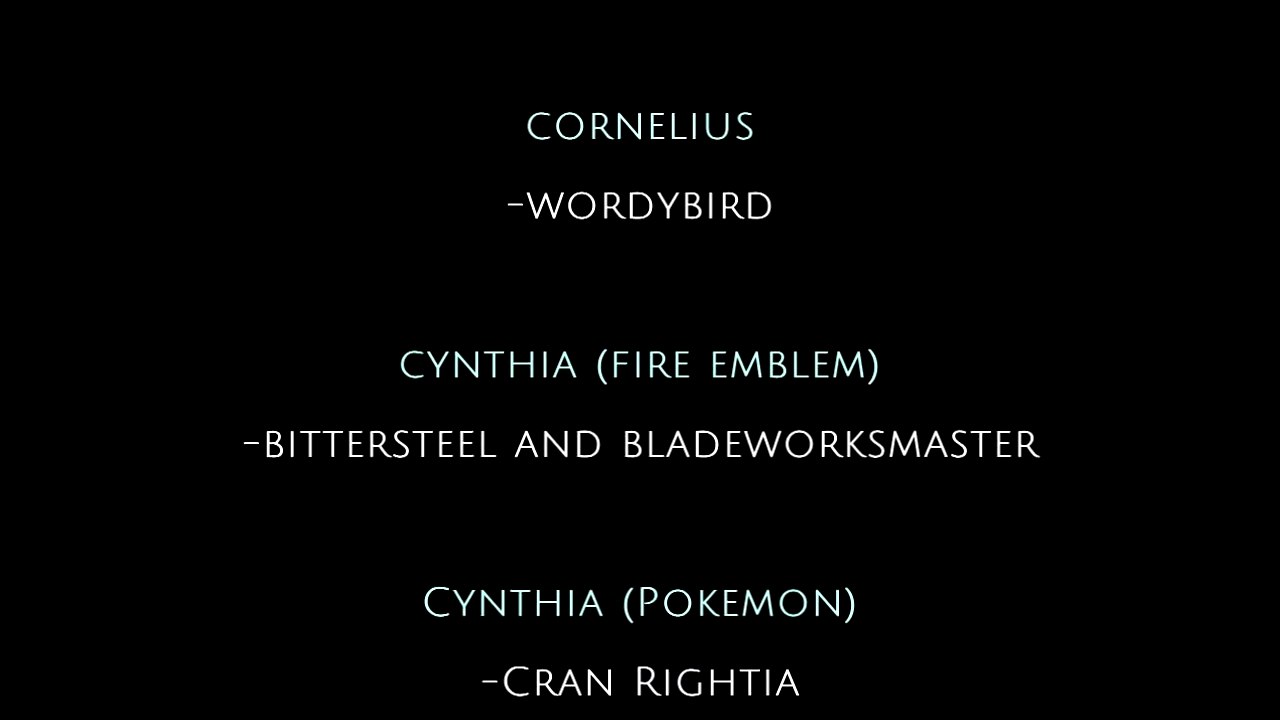 CORNELIUS
-WORDYBIRD
CYNTHIA (FIRE EMBLEM)
-BITTERSTEEL AND BLADEWORKSMASTER
CYNTHIA (POKEMON)
-CRAN RIGHTIA